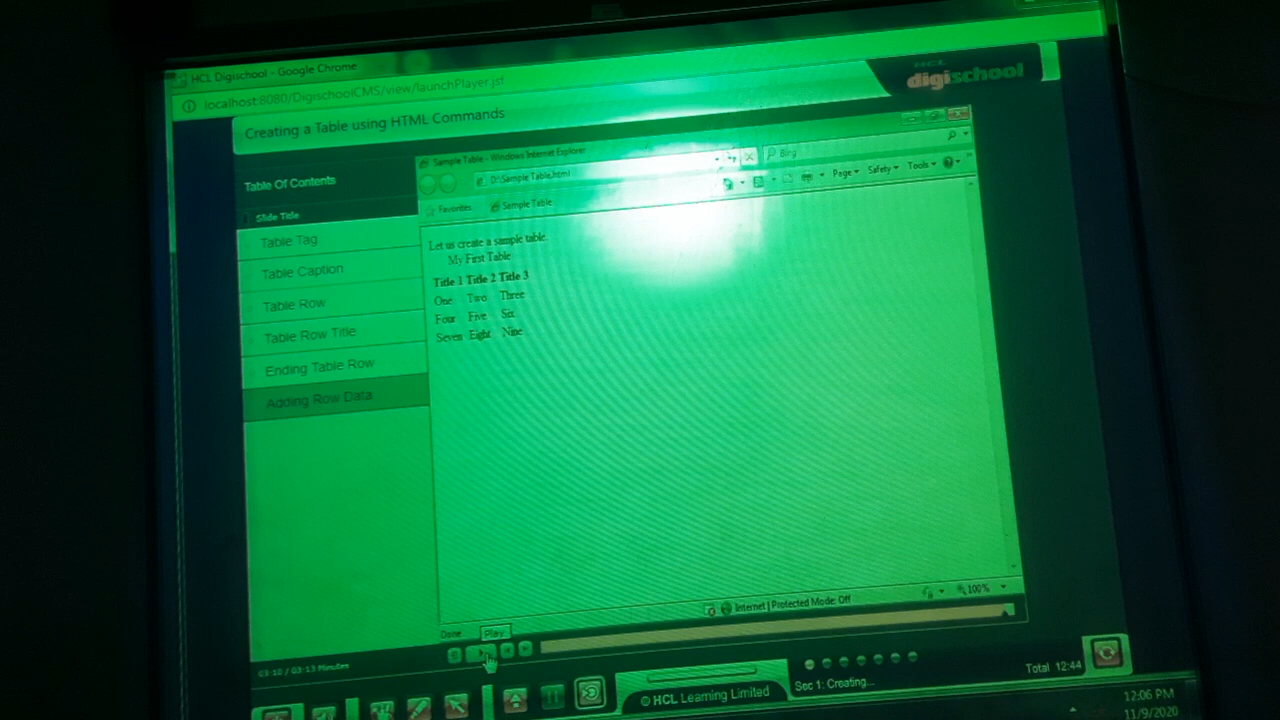 HCL Digischool - Google Chrome
localhost:8080/DigischoolCMS/view/launchPlayer.jsf
HCL
digischool
Creating a Table using HTML Commands
Table Of Contents
Slide Title
Table Tag
Table Caption
Table Row
Table Row Title
Ending Table Row
Adding Row Data
Sample Table - Windows Internet Explorer
D:\Sample Table.html
Bing
Favorites
Sample Table
Page
Safety
Tools
Let us create a sample table.
My First Table
Title 1 Title 2 Title 3
One Two Three
Four Five Six
Seven Eight Nine
Done
Internet | Protected Mode: Off
100%
Play
03:10 / 03:13 Minutes
© HCL Learning Limited
Sec 1: Creating...
Total 12:44
12:06 PM
11/9/2020